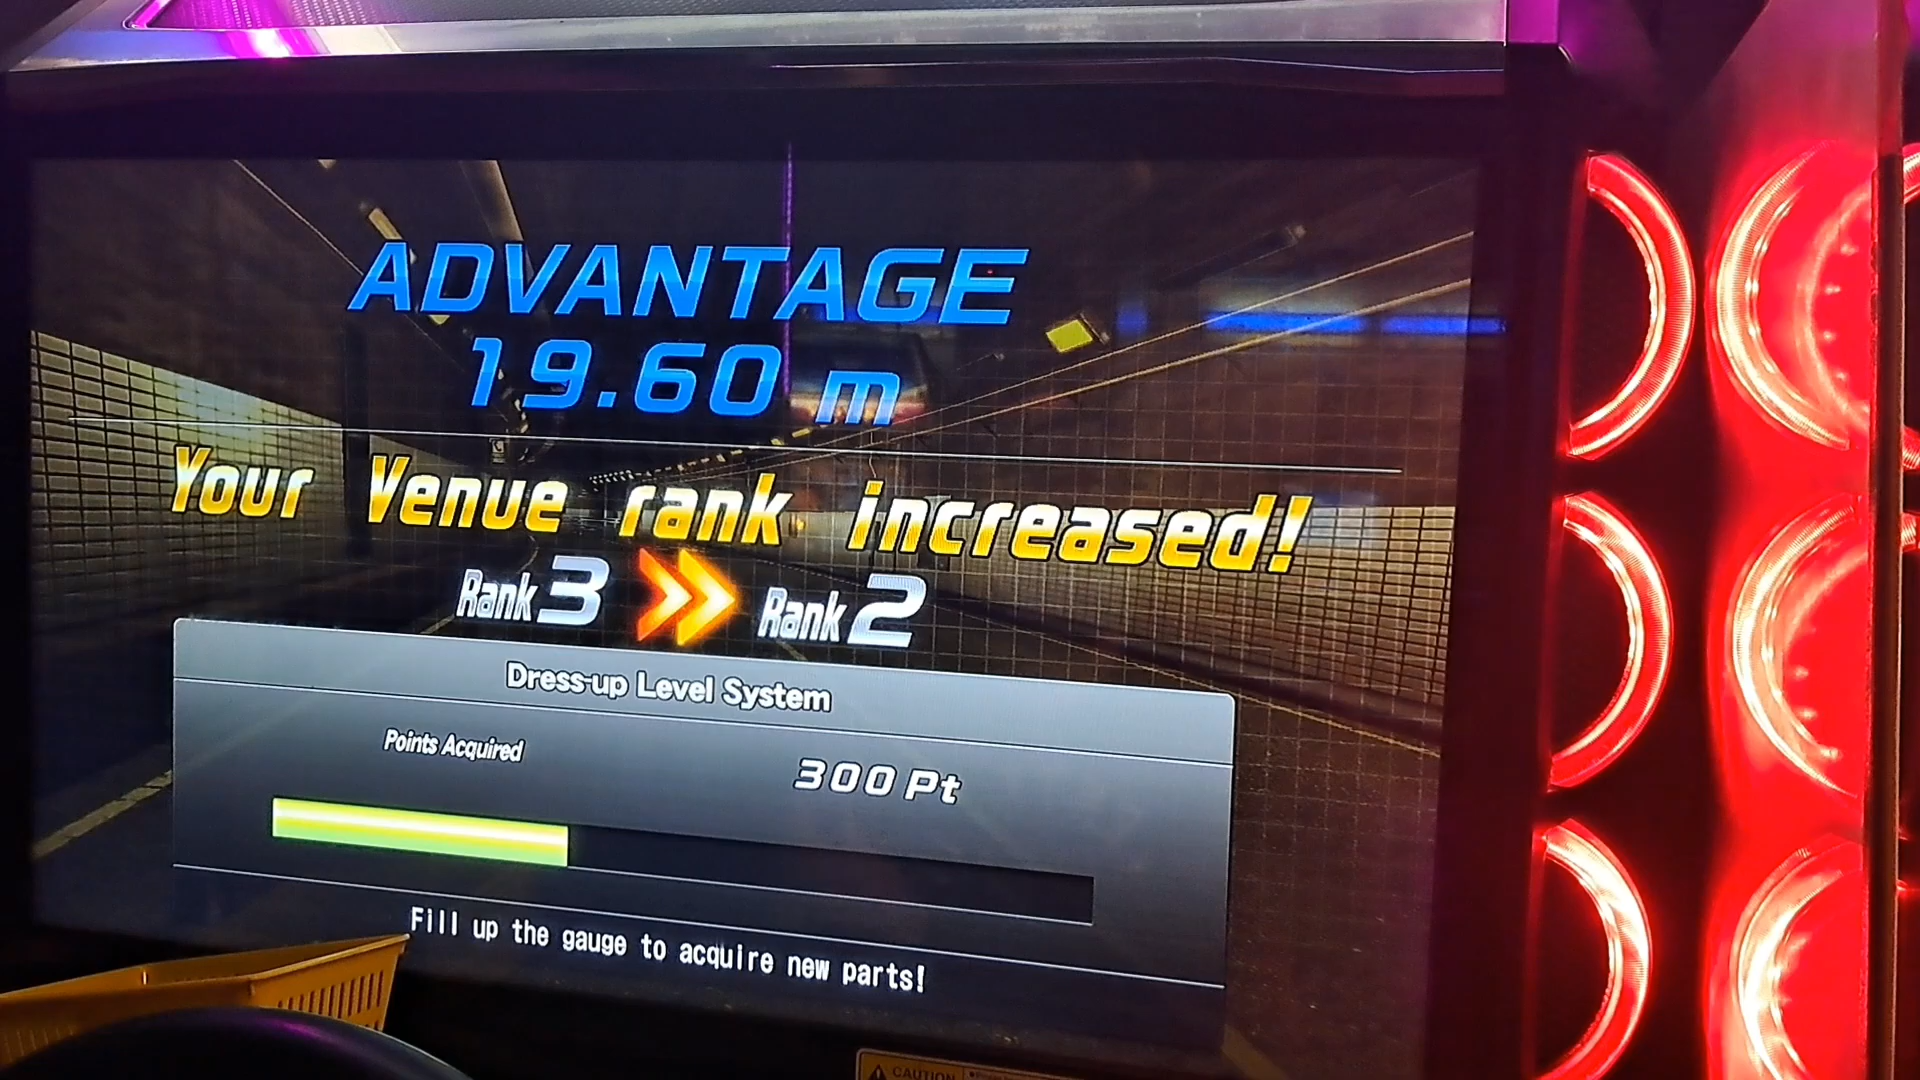 ADVANTAGE
19.60 m
Your Venue rank increased!
Rank 3 Rank 2
Dress-up Level System
Points Acquired 300 Pt
Fill up the gauge to acquire new parts!
CAUTION